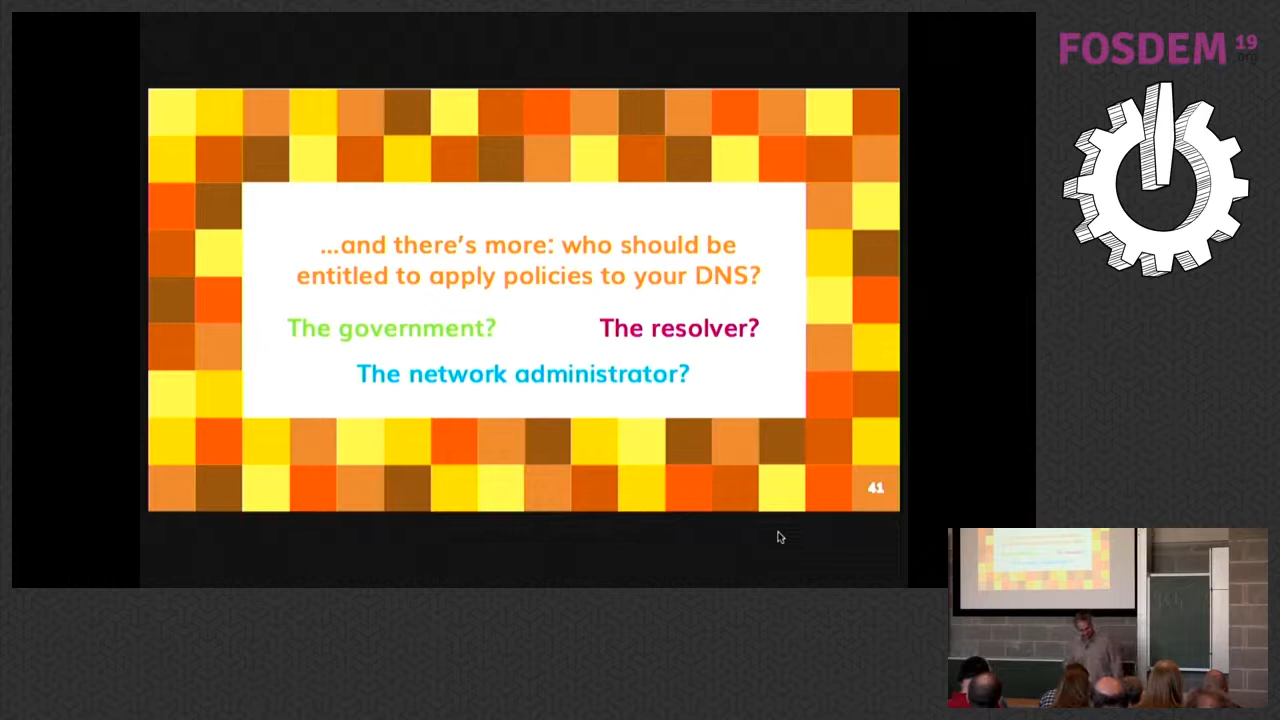 FOSDEM 19
.org
...and there's more: who should be
entitled to apply policies to your DNS?
The government?
The resolver?
The network administrator?
41